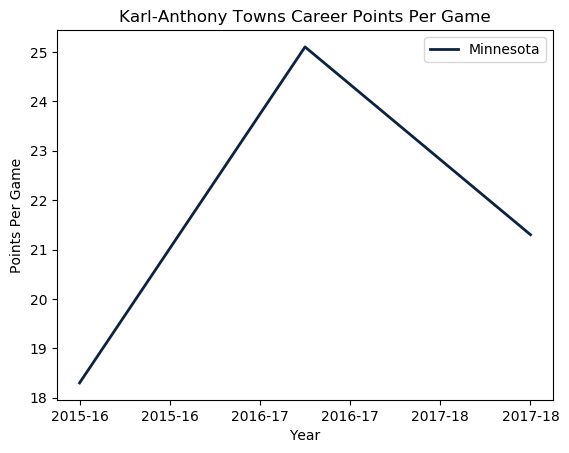 Karl-Anthony Towns Career Points Per Game
Minnesota
25
24
23
22
21
20
19
18
Points Per Game
2015-16 2015-16 2016-17 2016-17 2017-18 2017-18
Year